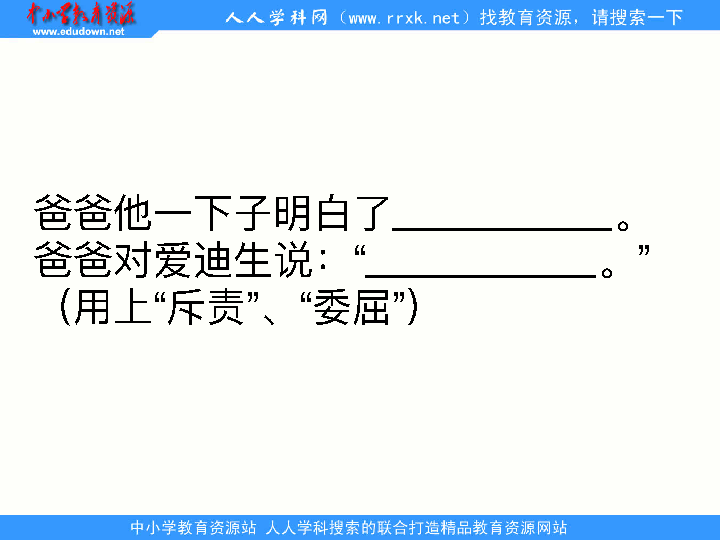 中小学教育资源
www.edudown.net
人人学科网（www.rrxk.net）找教育资源，请搜索一下
爸爸他一下子明白了___________。
爸爸对爱迪生说：“___________。”
（用上“斥责”、“委屈”）
中小学教育资源站 人人学科搜索的联合打造精品教育资源网站